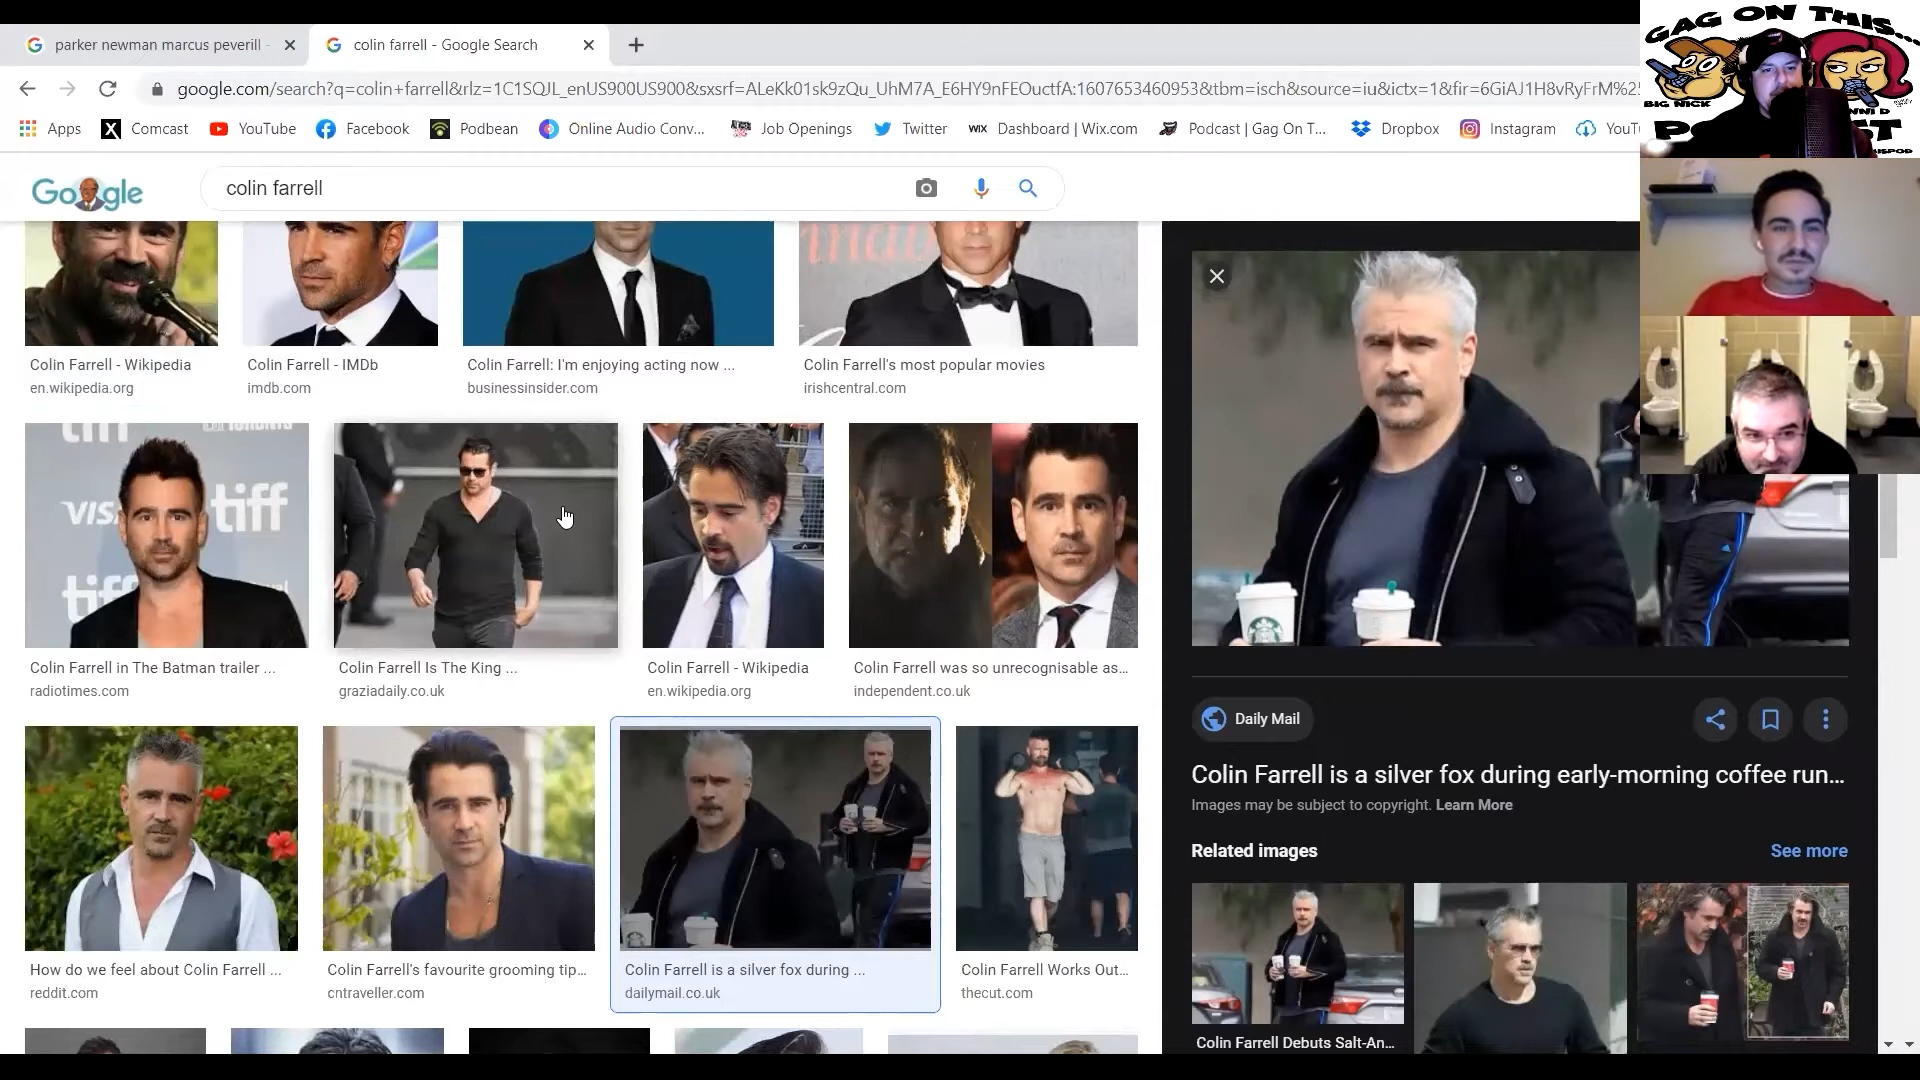 parker newman marcus peverill -
colin farrell - Google Search
google.com/search?q=colin+farrell&rlz=1C1SQJL_enUS900US900&sxsrf=ALeKk01sk9zQu_UhM7A_E6HY9nFEOuctfA:1607653460953&tbm=isch&source=iu&ictx=1&fir=6GiAJ1H8vRyFrM%25
Apps Comcast YouTube Facebook Podbean Online Audio Conv... Job Openings Twitter WIX Dashboard | Wix.com Podcast | Gag On T... Dropbox Instagram YouTu
GAG ON THIS...
BIG NICK
Google
colin farrell
Colin Farrell - Wikipedia
en.wikipedia.org
Colin Farrell - IMDb
imdb.com
Colin Farrell: I'm enjoying acting now ...
businessinsider.com
Colin Farrell's most popular movies
irishcentral.com
tiff
VISA
tiff
tiff
Colin Farrell in The Batman trailer ...
radiotimes.com
Colin Farrell Is The King ...
graziadaily.co.uk
Colin Farrell - Wikipedia
en.wikipedia.org
Colin Farrell was so unrecognisable as...
independent.co.uk
How do we feel about Colin Farrell ...
reddit.com
Colin Farrell's favourite grooming tip...
cntraveller.com
Colin Farrell is a silver fox during ...
dailymail.co.uk
Colin Farrell Works Out...
thecut.com
Daily Mail
Colin Farrell is a silver fox during early-morning coffee run...
Images may be subject to copyright. Learn More
Related images
See more
Colin Farrell Debuts Salt-An...